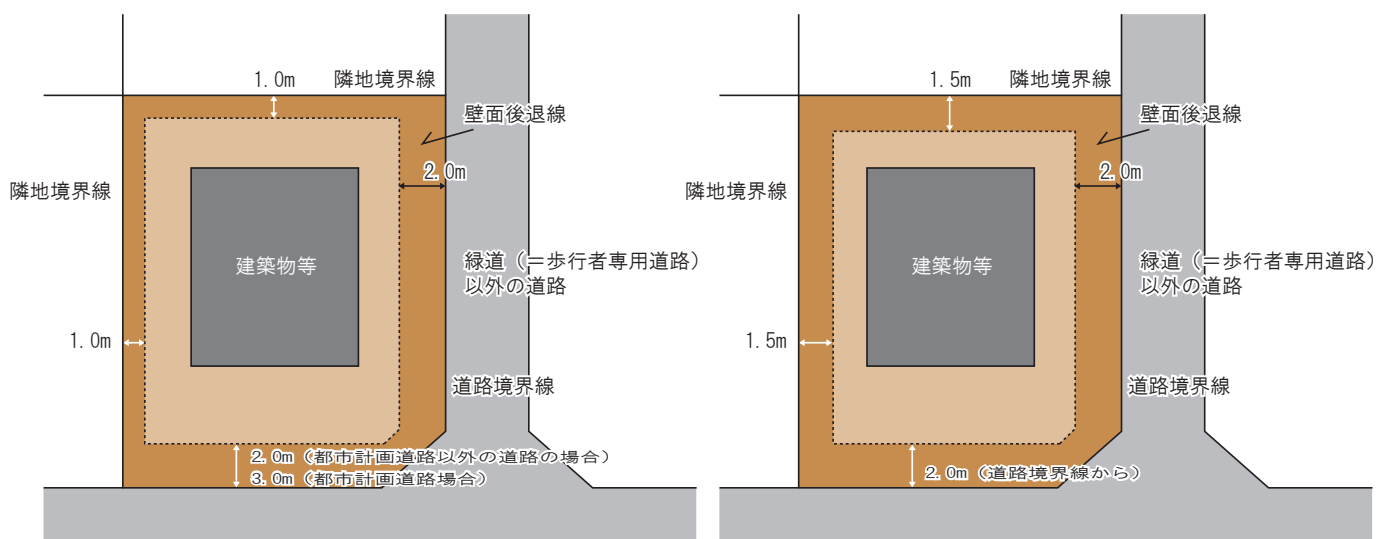 1.0m
隣地境界線
壁面後退線
2.0m
隣地境界線
建築物等
緑道（＝歩行者専用道路）
以外の道路
1.0m
道路境界線
2.0m（都市計画道路以外の道路の場合）
3.0m（都市計画道路場合）
1.5m
隣地境界線
壁面後退線
2.0m
隣地境界線
建築物等
緑道（＝歩行者専用道路）
以外の道路
1.5m
道路境界線
2.0m（道路境界線から）